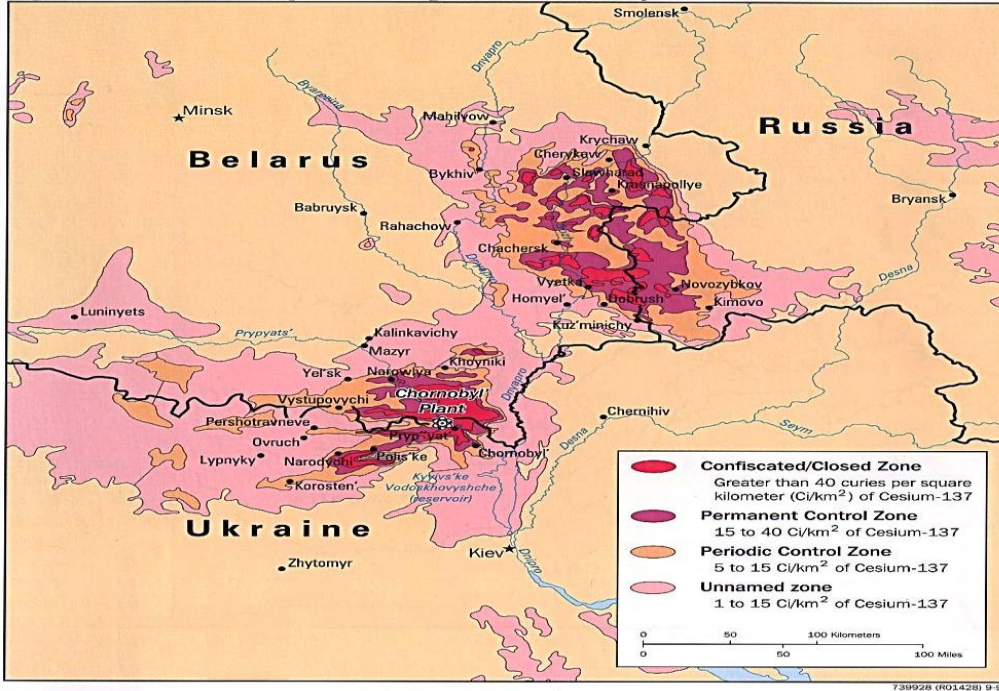 Smolensk
Dnyapro
Byarezina
Minsk
Mahilyow
Russia
Krychaw
Belarus
Cherykaw
Bykhiv
Slawharad
Krasnapollye
Bryansk
Babruysk
Rahachow
Chachersk
Dnyapro
Desna
Vyetka
Novozybkov
Homyel'
Dobrush
Kimovo
Luninyets
Kuz'minichy
Prypyats'
Kalinkavichy
Mazyr
Khoyniki
Yel'sk
Narowlya
Dnyapro
Chornobyl'
Plant
Vystupovychi
Chernihiv
Pershotravneve
Desna
Seym
Pryp''yat
Ovruch
Chornobyl'
Lypnyky
Narodychi
Polis'ke
Kyyivs'ke
Vodoskhovyshche
(reservoir)
Korosten'
Ukraine
Kiev
Dnipro
Zhytomyr
Confiscated/Closed Zone
Greater than 40 curies per square
kilometer (Ci/km²) of Cesium-137
Permanent Control Zone
15 to 40 Ci/km² of Cesium-137
Periodic Control Zone
5 to 15 Ci/km² of Cesium-137
Unnamed zone
1 to 15 Ci/km² of Cesium-137
0 50 100 Kilometers
0 50 100 Miles
739928 (R01428)